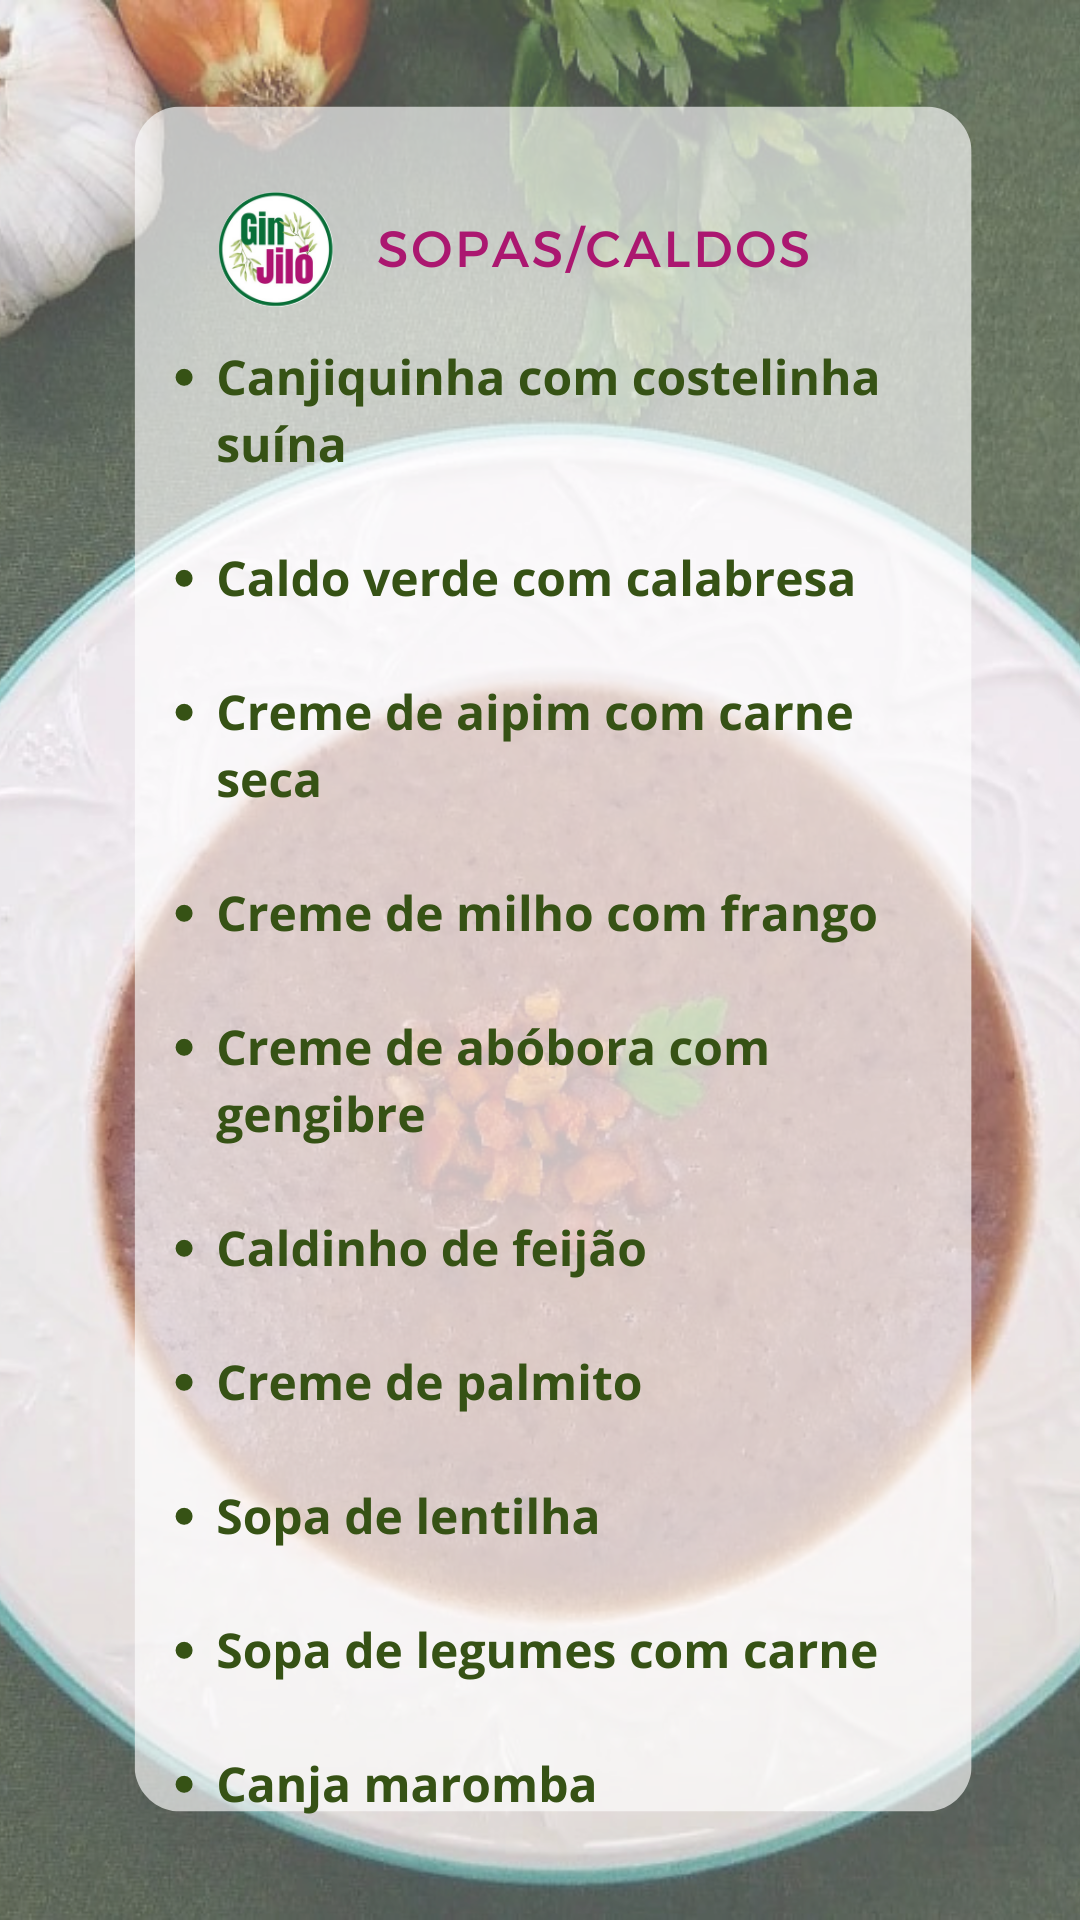 Gin
Jiló
SOPAS/CALDOS
• Canjiquinha com costelinha
suína
• Caldo verde com calabresa
• Creme de aipim com carne
seca
• Creme de milho com frango
• Creme de abóbora com
gengibre
• Caldinho de feijão
• Creme de palmito
• Sopa de lentilha
• Sopa de legumes com carne
• Canja maromba